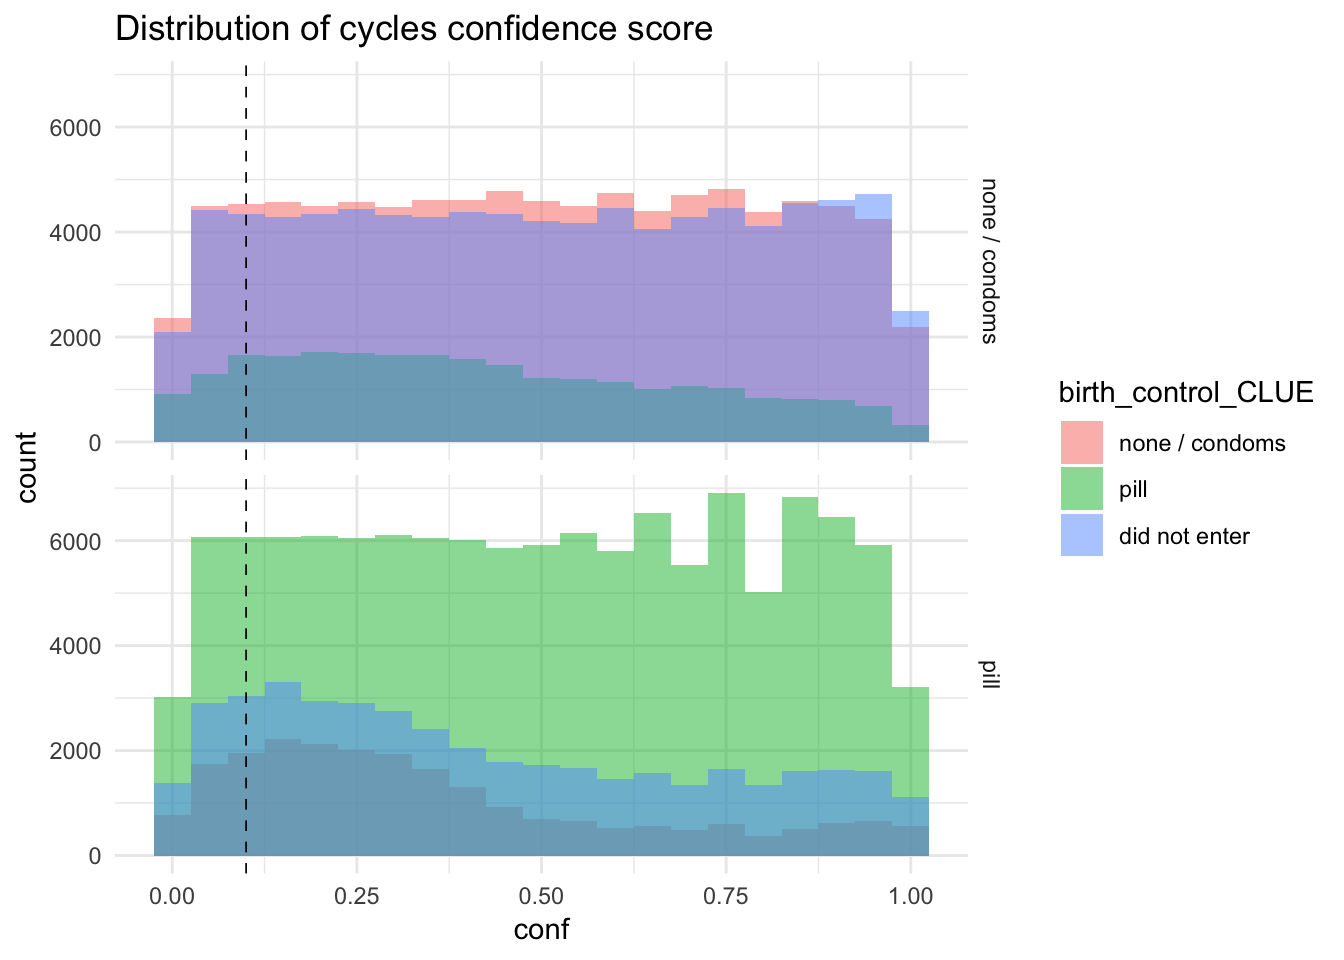 Distribution of cycles confidence score
count
6000
4000
2000
0
none / condoms
6000
4000
2000
0
pill
0.00 0.25 0.50 0.75 1.00
conf
birth_control_CLUE
none / condoms
pill
did not enter